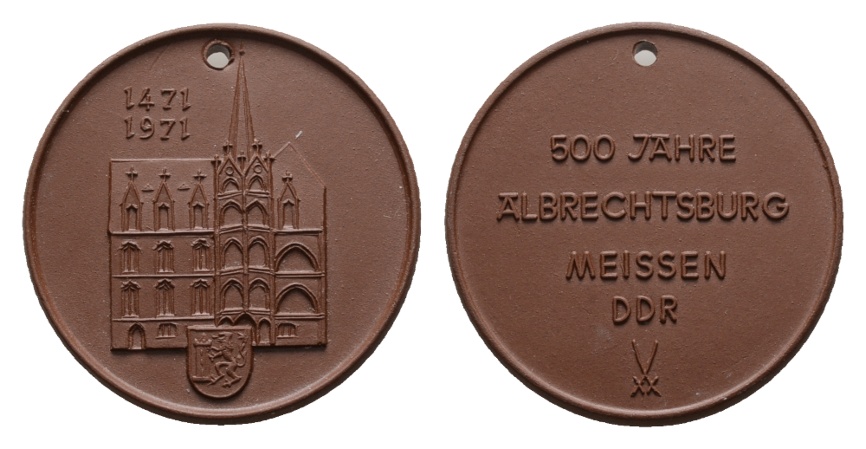 1471
1971
500 JAHRE
ALBRECHTSBURG
MEISSEN
DDR